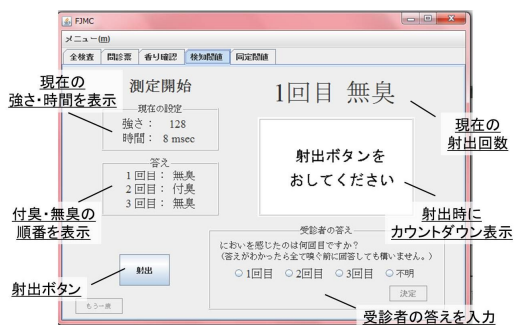 FJMC
メニュー(m)
全検査 問診票 香り確認 検知閾値 同定閾値
現在の
強さ・時間を表示
測定開始
現在の設定
強さ： 128
時間： 8 msec
1回目 無臭
現在の
射出回数
答え
1 回目： 無臭
2 回目： 付臭
3 回目： 無臭
射出ボタンを
おしてください
付臭・無臭の
順番を表示
射出時に
カウントダウン表示
受診者の答え
においを感じたのは何回目ですか？
(答えがわかったら全て嗅ぐ前に回答しても構いません。)
1回目 2回目 3回目 不明
決定
射出
射出ボタン
もう一度
受診者の答えを入力